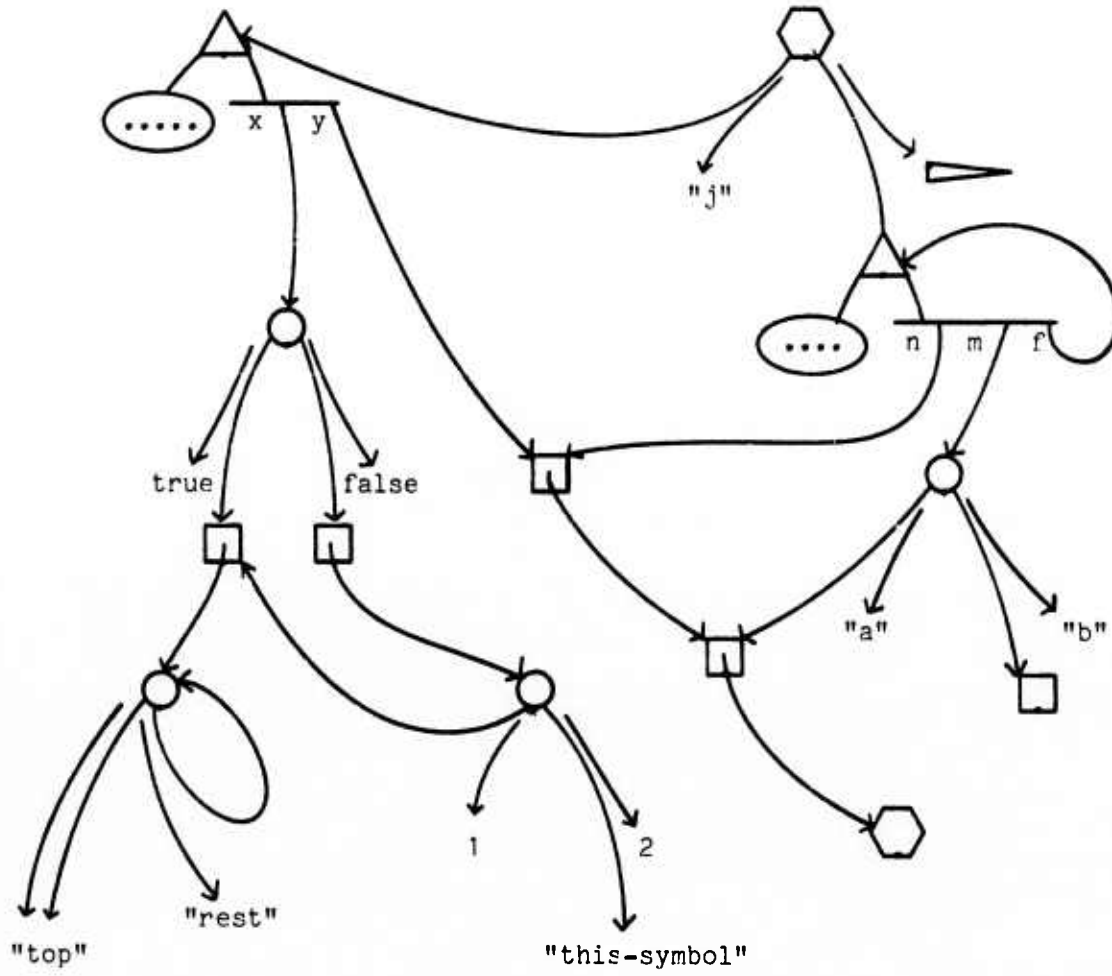 x y
"j"
n m f
true false
"a" "b"
1 2
"rest"
"top" "this-symbol"